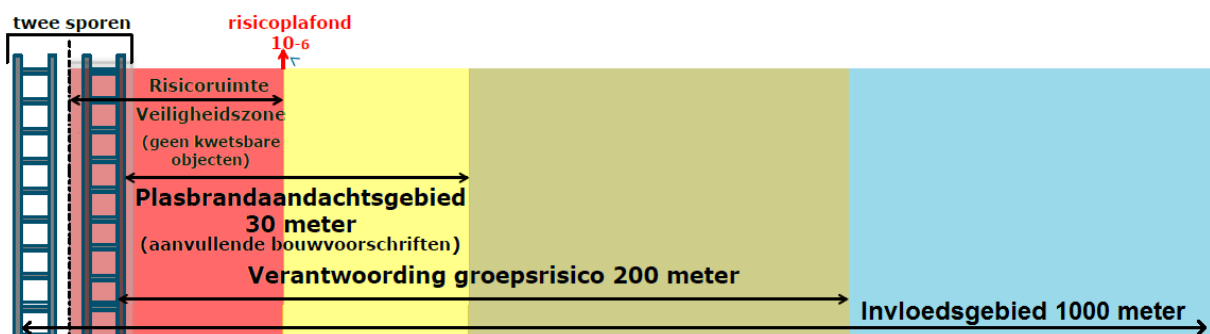 twee sporen
risicoplafond
10-6
Risicoruimte
Veiligheidszone
(geen kwetsbare
objecten)
Plasbrandaandachtsgebied
30 meter
(aanvullende bouwvoorschriften)
Verantwoording groepsrisico 200 meter
Invloedsgebied 1000 meter